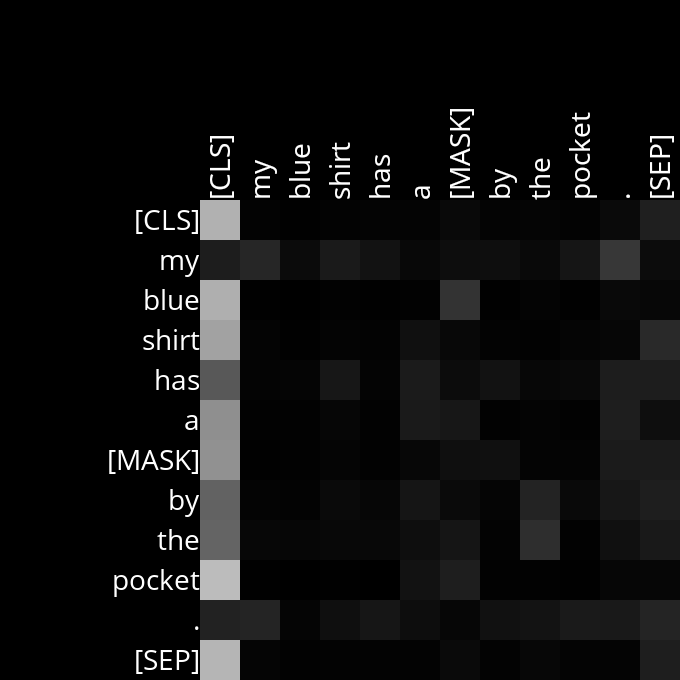 [CLS] my blue shirt has a [MASK] by the pocket . [SEP]
[CLS]
my
blue
shirt
has
a
[MASK]
by
the
pocket
.
[SEP]